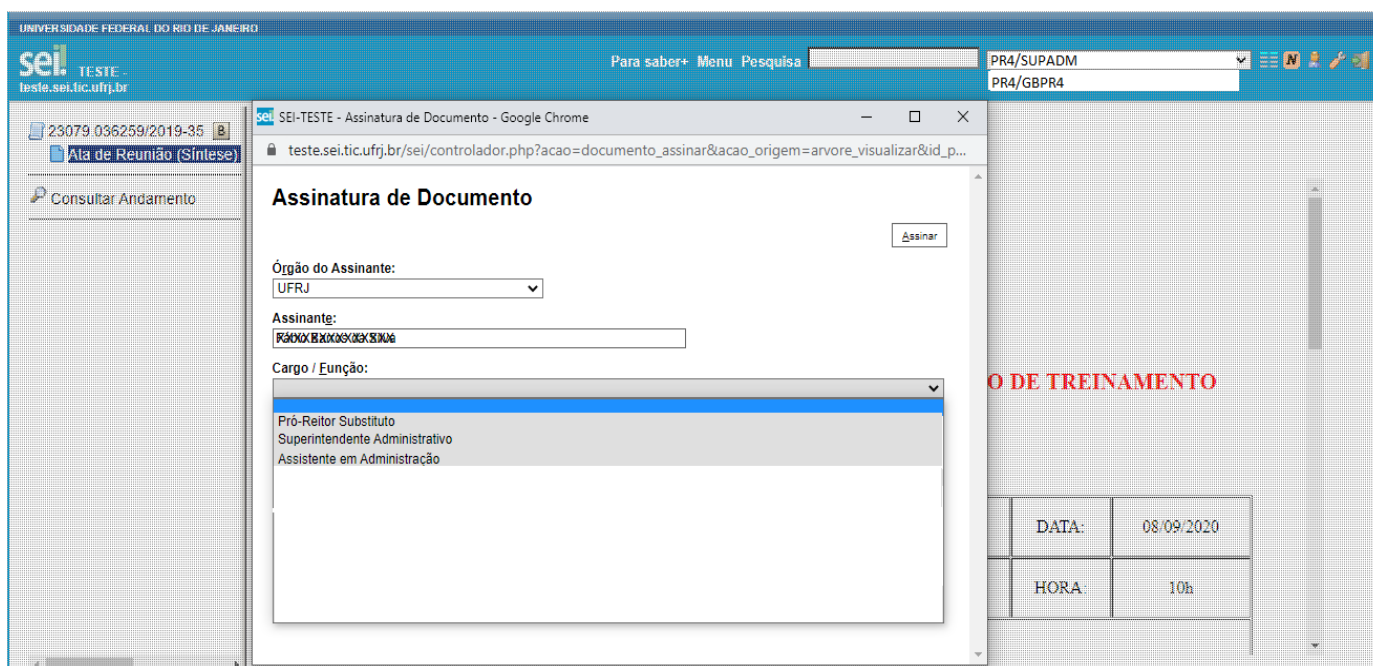 UNIVERSIDADE FEDERAL DO RIO DE JANEIRO
sei. TESTE -
teste.sei.tic.ufrj.br
Para saber+ Menu Pesquisa
PR4/SUPADM
PR4/GBPR4
N
23079.036259/2019-35 B
Ata de Reunião (Síntese)
Consultar Andamento
sei SEI-TESTE - Assinatura de Documento - Google Chrome
teste.sei.tic.ufrj.br/sei/controlador.php?acao=documento_assinar&acao_origem=arvore_visualizar&id_p...
Assinatura de Documento
Assinar
Órgão do Assinante:
UFRJ
Assinante:
Cargo / Função:
Pró-Reitor Substituto
Superintendente Administrativo
Assistente em Administração
O DE TREINAMENTO
DATA: 08/09/2020
HORA: 10h